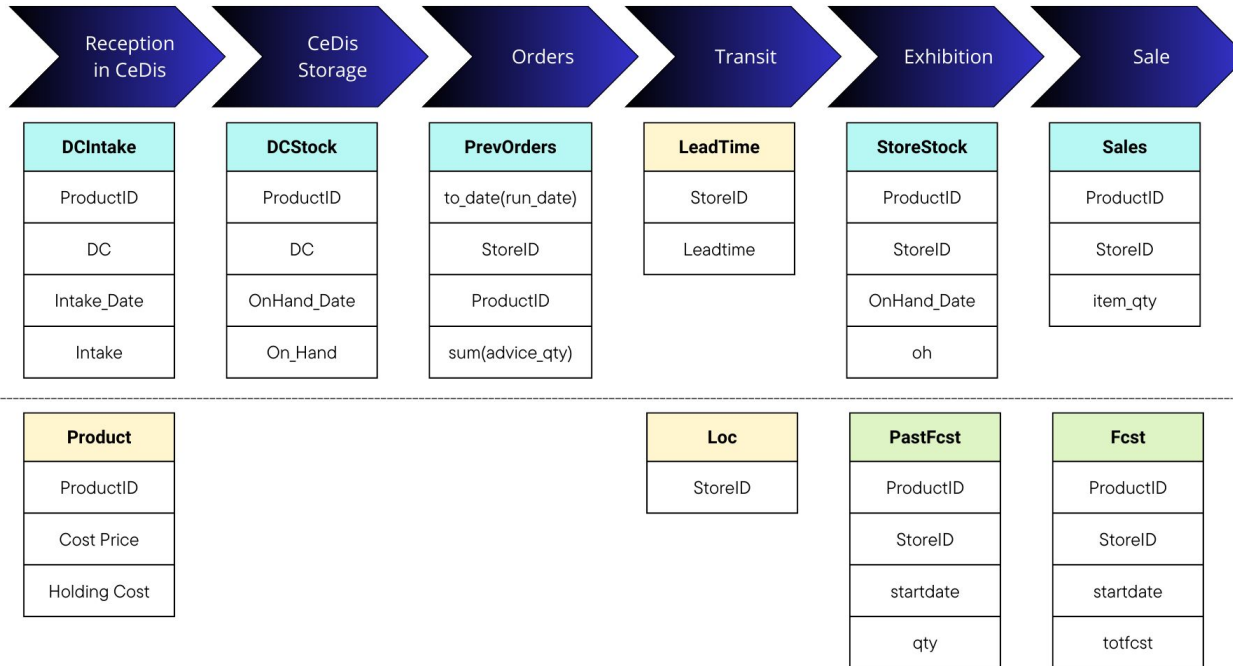 Reception
in CeDis
CeDis
Storage
Orders
Transit
Exhibition
Sale
DCIntake
ProductID
DC
Intake_Date
Intake
DCStock
ProductID
DC
OnHand_Date
On_Hand
PrevOrders
to_date(run_date)
StoreID
ProductID
sum(advice_qty)
LeadTime
StoreID
Leadtime
StoreStock
ProductID
StoreID
OnHand_Date
oh
Sales
ProductID
StoreID
item_qty
Product
ProductID
Cost Price
Holding Cost
Loc
StoreID
PastFcst
ProductID
StoreID
startdate
qty
Fcst
ProductID
StoreID
startdate
totfcst